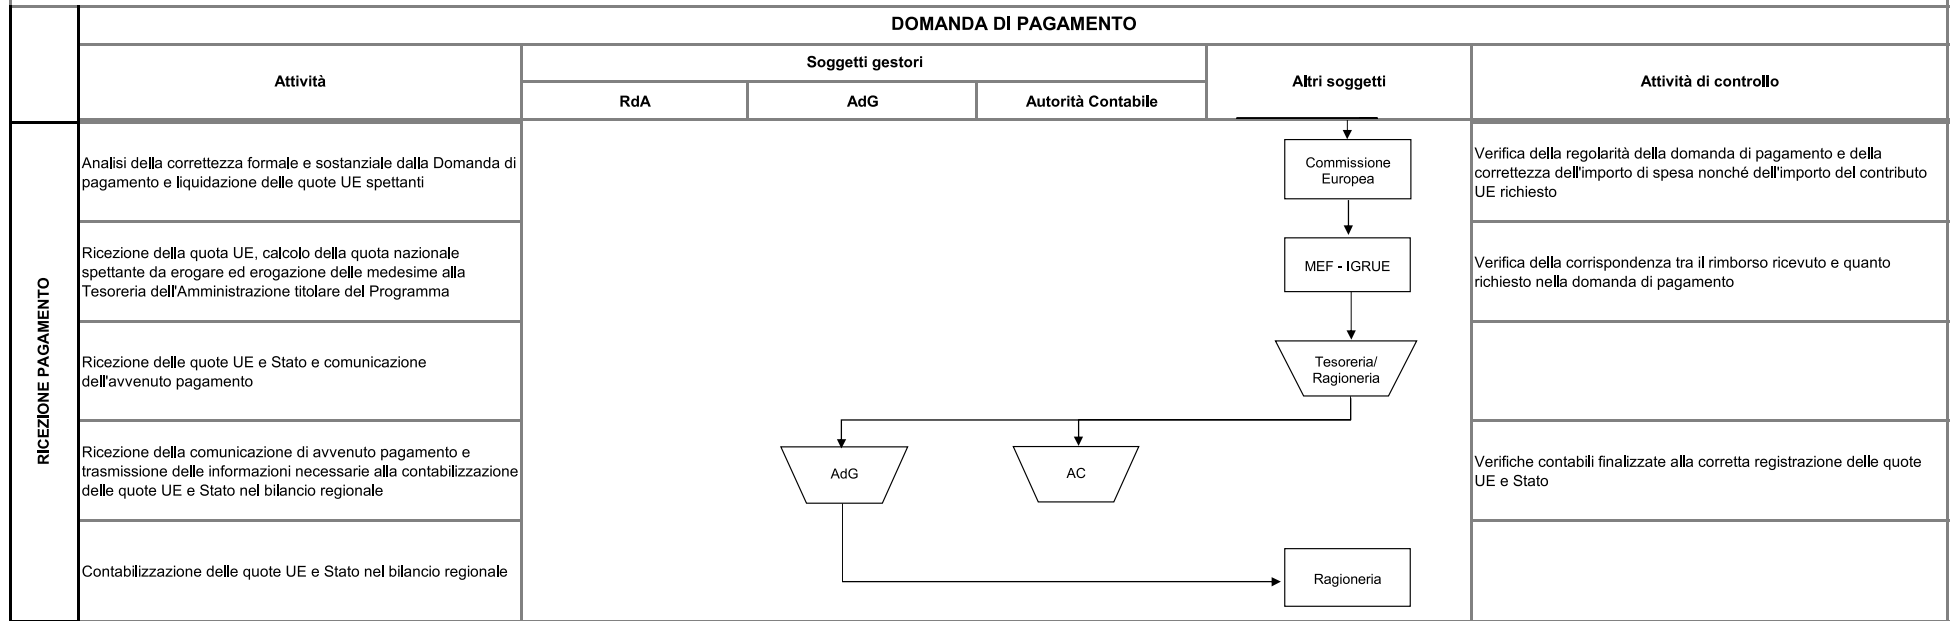 DOMANDA DI PAGAMENTO
Attività
Soggetti gestori
RdA
AdG
Autorità Contabile
Altri soggetti
Attività di controllo
RICEZIONE PAGAMENTO
Analisi della correttezza formale e sostanziale dalla Domanda di
pagamento e liquidazione delle quote UE spettanti
Commissione
Europea
Verifica della regolarità della domanda di pagamento e della
correttezza dell'importo di spesa nonché dell'importo del contributo
UE richiesto
Ricezione della quota UE, calcolo della quota nazionale
spettante da erogare ed erogazione delle medesime alla
Tesoreria dell'Amministrazione titolare del Programma
MEF - IGRUE
Verifica della corrispondenza tra il rimborso ricevuto e quanto
richiesto nella domanda di pagamento
Ricezione delle quote UE e Stato e comunicazione
dell'avvenuto pagamento
Tesoreria/
Ragioneria
Ricezione della comunicazione di avvenuto pagamento e
trasmissione delle informazioni necessarie alla contabilizzazione
delle quote UE e Stato nel bilancio regionale
AdG
AC
Verifiche contabili finalizzate alla corretta registrazione delle quote
UE e Stato
Contabilizzazione delle quote UE e Stato nel bilancio regionale
Ragioneria